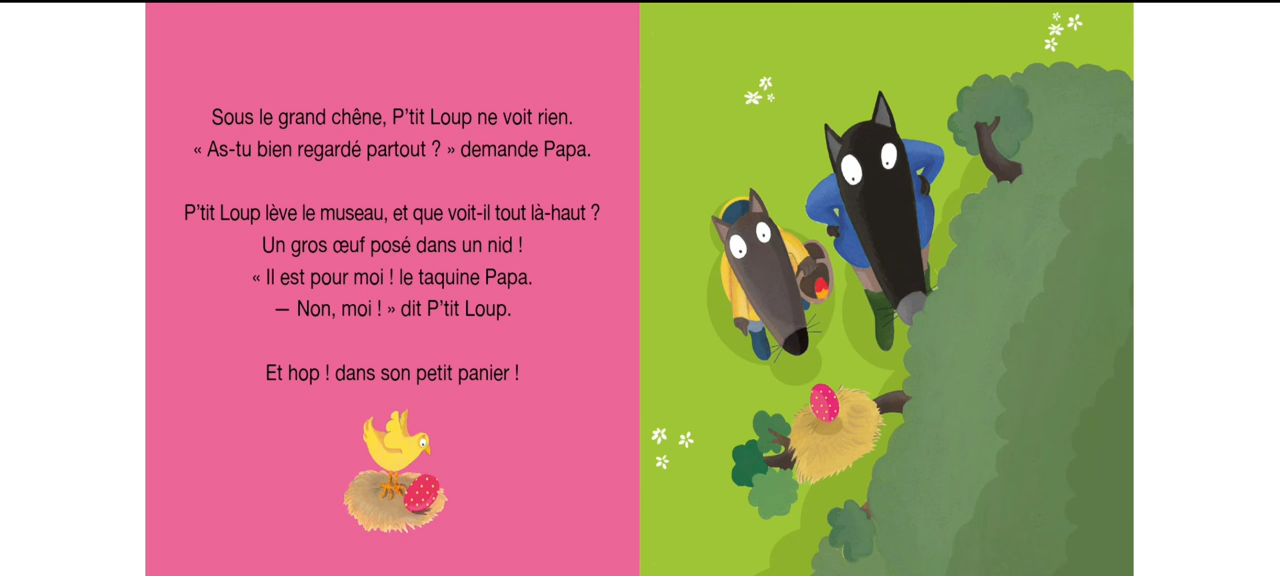 Sous le grand chêne, P'tit Loup ne voit rien.
« As-tu bien regardé partout ? » demande Papa.
P'tit Loup lève le museau, et que voit-il tout là-haut ?
Un gros œuf posé dans un nid !
« Il est pour moi ! le taquine Papa.
— Non, moi ! » dit P'tit Loup.
Et hop ! dans son petit panier !